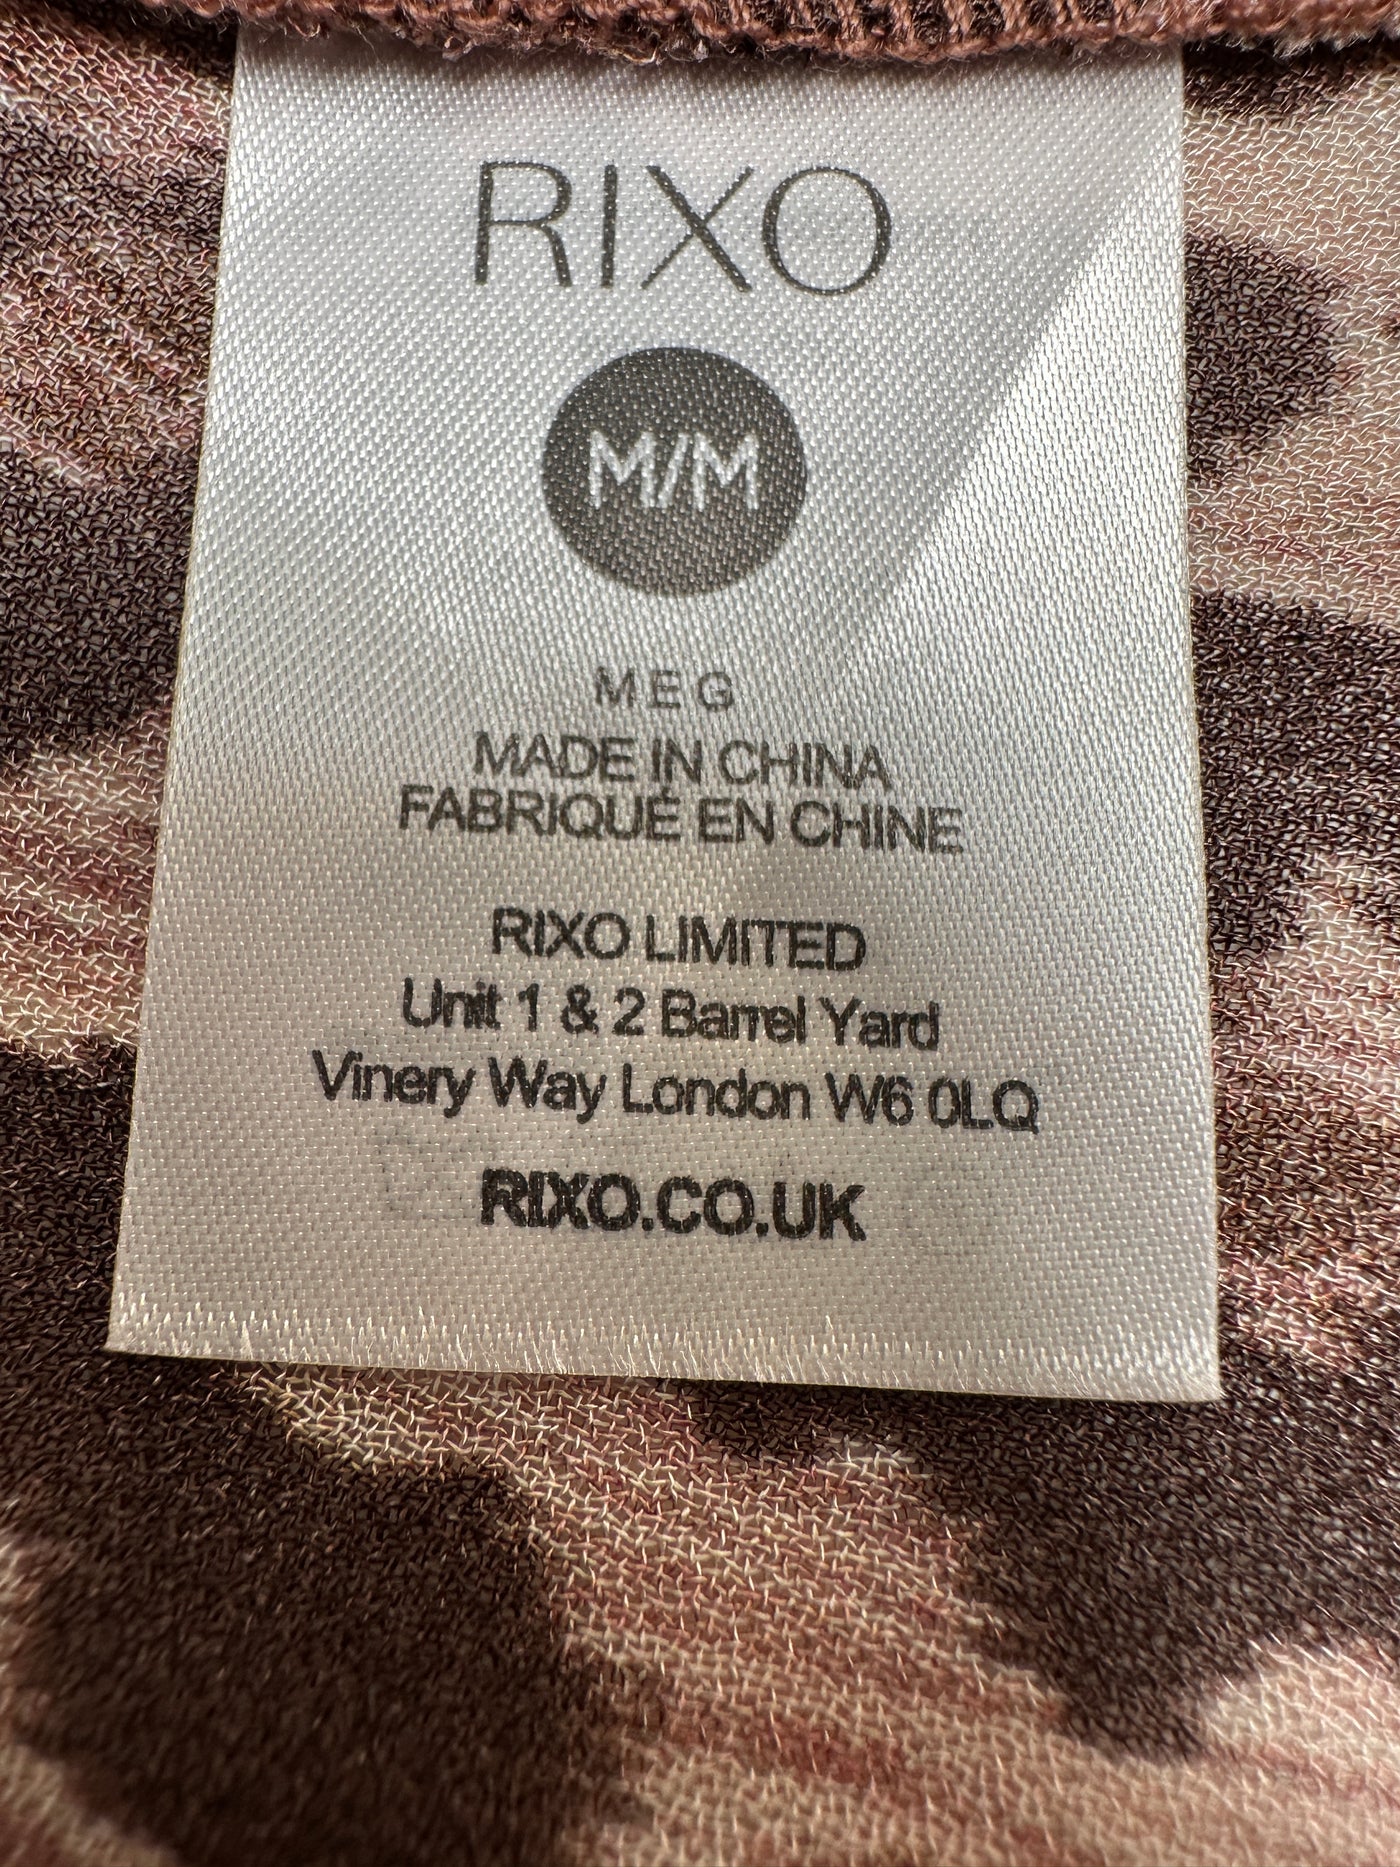 RIXO
M/M
MEG
MADE IN CHINA
FABRIQUÉ EN CHINE
RIXO LIMITED
Unit 1 & 2 Barrel Yard
Vinery Way London W6 0LQ
RIXO.CO.UK